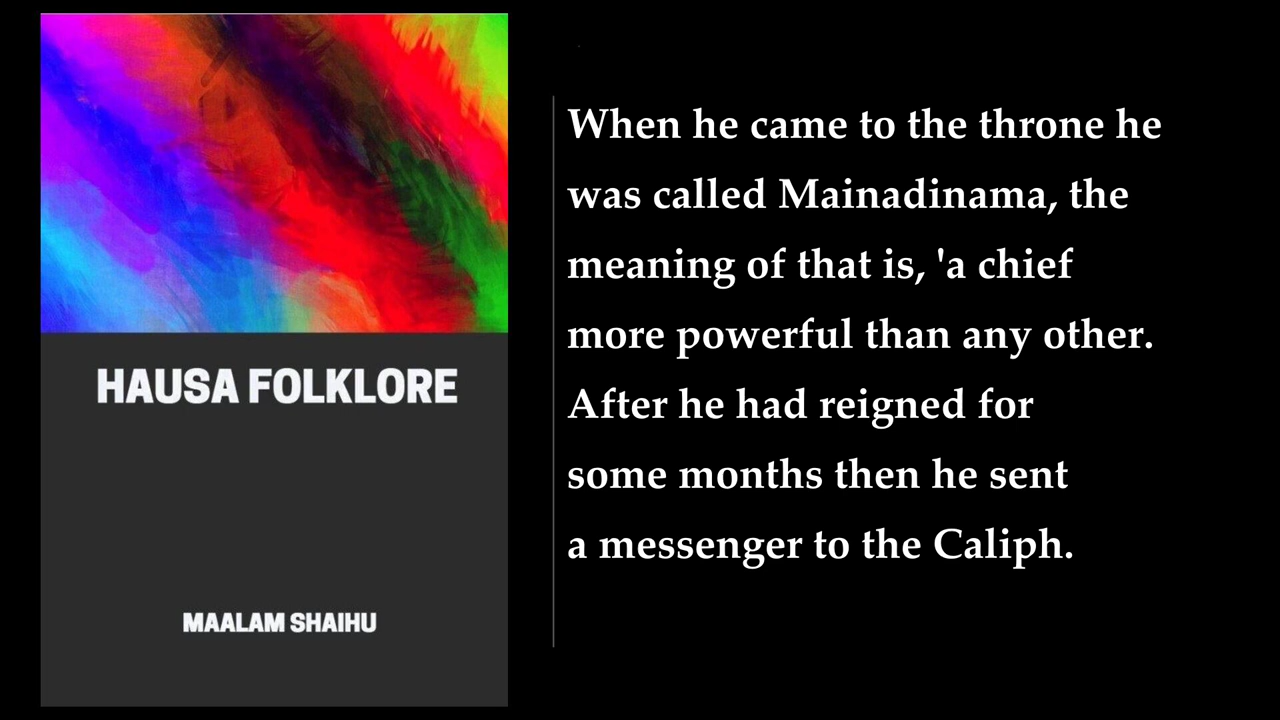 HAUSA FOLKLORE
MAALAM SHAIHU
When he came to the throne he
was called Mainadinama, the
meaning of that is, 'a chief
more powerful than any other.
After he had reigned for
some months then he sent
a messenger to the Caliph.